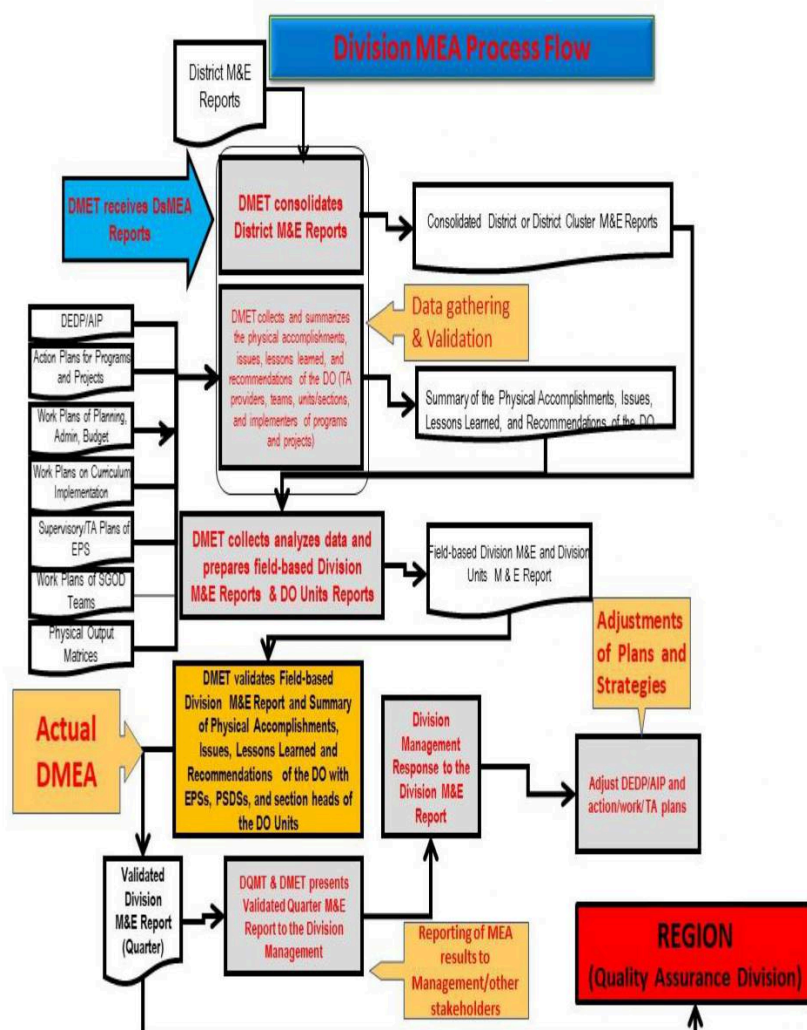 Division MEA Process Flow
District M&E
Reports
DMET receives DsMEA
Reports
DMET consolidates
District M&E Reports
Consolidated District or District Cluster M&E Reports
DMET collects and summarizes
the physical accomplishments,
issues, lessons learned, and
recommendations of the DO (TA
providers, teams, units/sections,
and implementers of programs
and projects)
Data gathering
& Validation
Summary of the Physical Accomplishments, Issues,
Lessons Learned, and Recommendations of the DO
DEDP/AIP
Action Plans for Programs
and Projects
Work Plans of Planning,
Admin, Budget
Work Plans on Curriculum
Implementation
Supervisory/TA Plans of
EPS
Work Plans of SGOD
Teams
Physical Output
Matrices
DMET collects analyzes data and
prepares field-based Division
M&E Reports & DO Units Reports
Field-based Division M&E and Division
Units M & E Report
Adjustments
of Plans and
Strategies
Actual
DMEA
DMET validates Field-based
Division M&E Report and Summary
of Physical Accomplishments,
Issues, Lessons Learned and
Recommendations of the DO with
EPSs, PSDSs, and section heads of
the DO Units
Division
Management
Response to the
Division M&E
Report
Adjust DEDP/AIP and
action/work/TA plans
Validated
Division
M&E Report
(Quarter)
DQMT & DMET presents
Validated Quarter M&E
Report to the Division
Management
Reporting of MEA
results to
Management/other
stakeholders
REGION
(Quality Assurance Division)